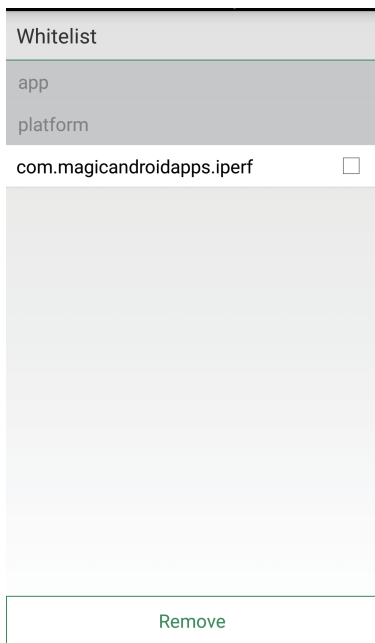 Whitelist
app
platform
com.magicandroidapps.iperf
Remove